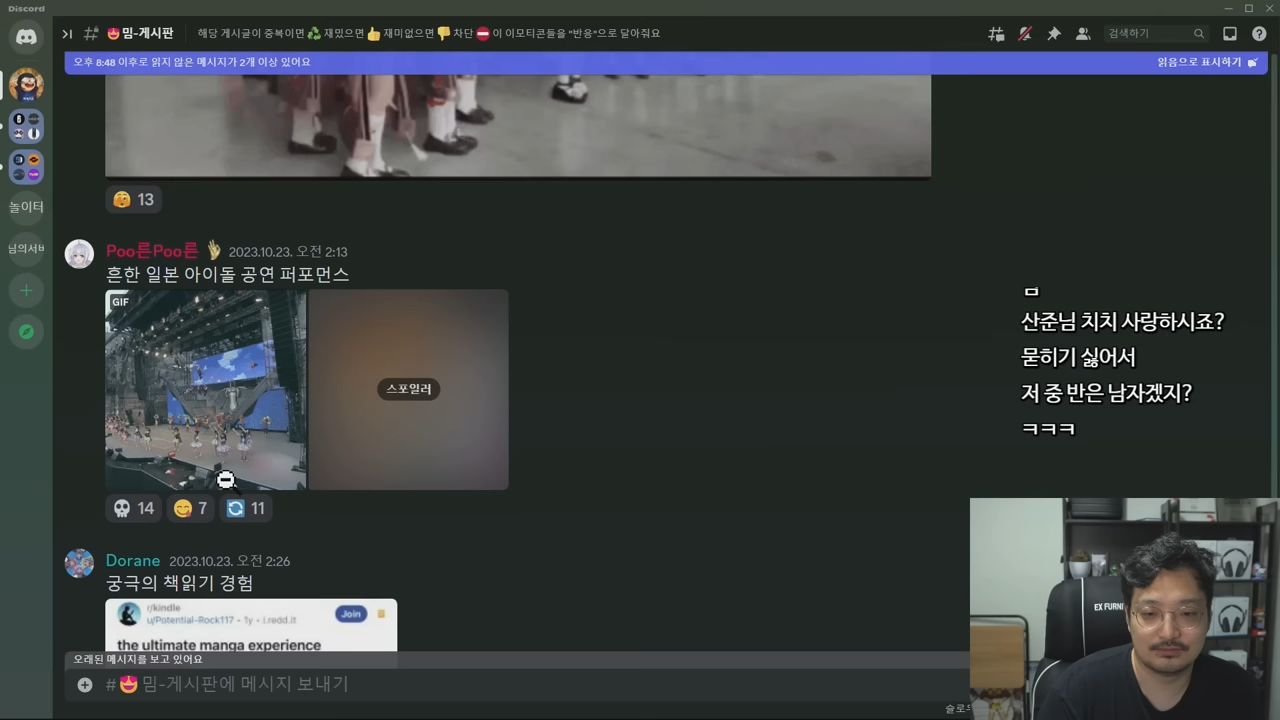 Discord
밈-게시판
해당 게시글이 중복이면 ♻️ 재밌으면 👍 재미없으면 👎 차단 ⛔ 이 이모티콘들을 "반응"으로 달아줘요
검색하기
오후 8:48 이후로 읽지 않은 메시지가 2개 이상 있어요
읽음으로 표시하기
놀이터
님의서버
13
Poo른Poo른 2023.10.23. 오전 2:13
흔한 일본 아이돌 공연 퍼포먼스
GIF
스포일러
14
7
11
ㅁ
산준님 치치 사랑하시죠?
묻히기 싫어서
저 중 반은 남자겠지?
ㅋㅋㅋ
Dorane 2023.10.23. 오전 2:26
궁극의 책읽기 경험
r/kindle
u/Potential-Rock117 • 1y • i.redd.it
Join
the ultimate manga experience
오래된 메시지를 보고 있어요
#😍밈-게시판에 메시지 보내기
슬로우
EX FURNI